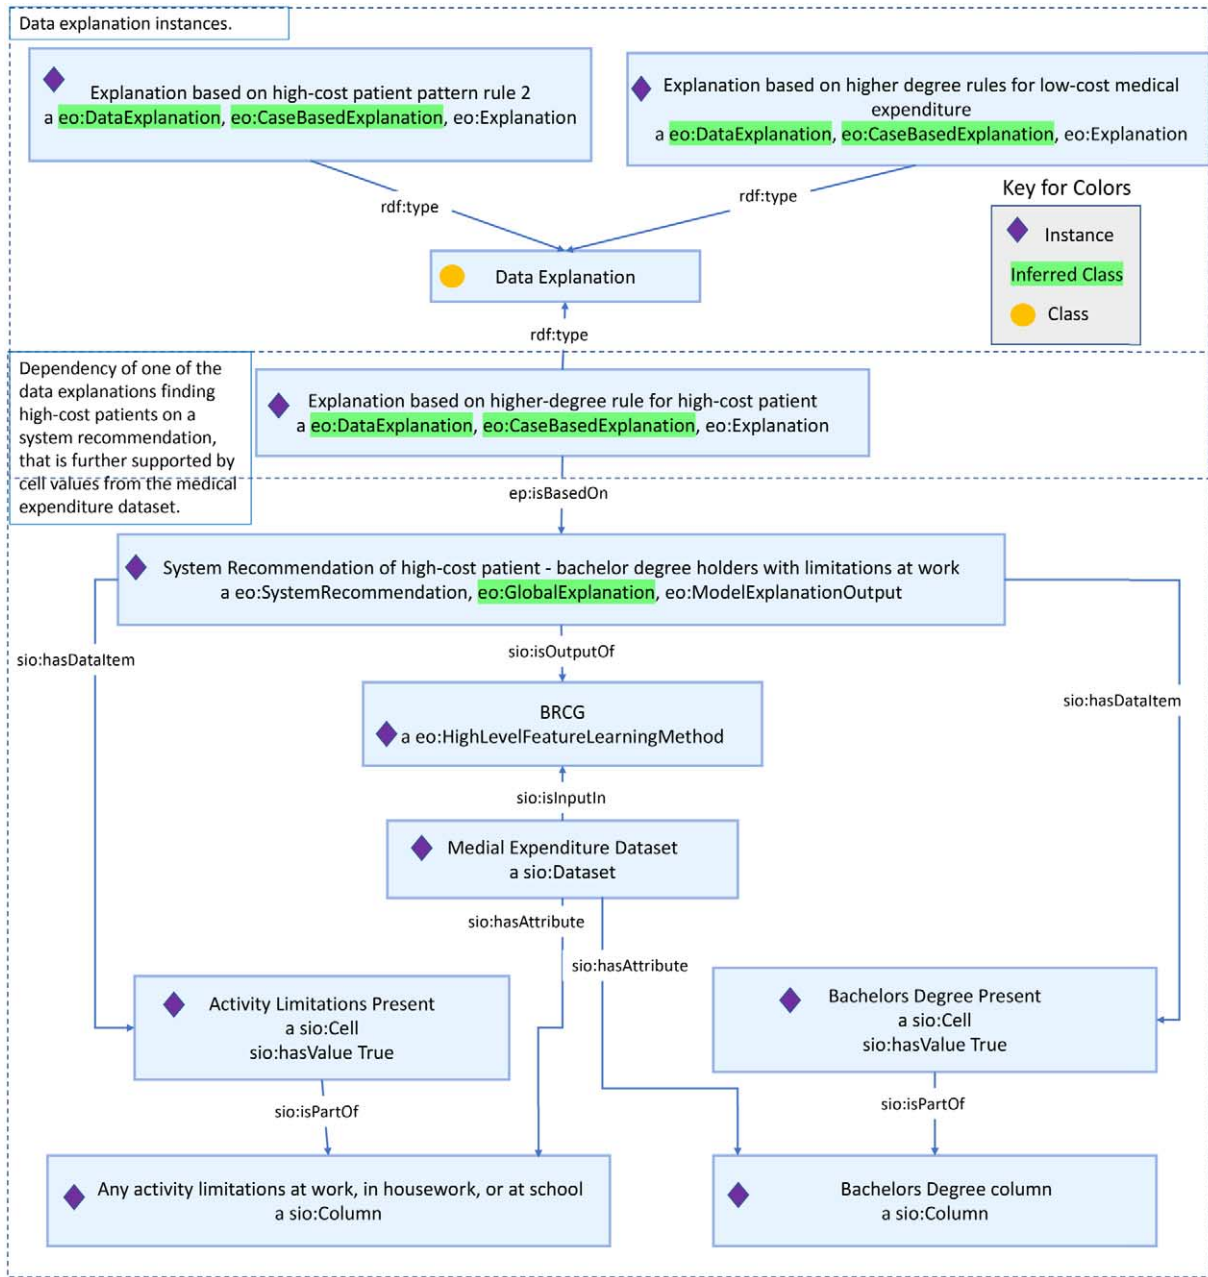 Data explanation instances.
Explanation based on high-cost patient pattern rule 2
a eo:DataExplanation, eo:CaseBasedExplanation, eo:Explanation
Explanation based on higher degree rules for low-cost medical
expenditure
a eo:DataExplanation, eo:CaseBasedExplanation, eo:Explanation
rdf:type
rdf:type
Key for Colors
Instance
Inferred Class
Class
Data Explanation
rdf:type
Dependency of one of the
data explanations finding
high-cost patients on a
system recommendation,
that is further supported by
cell values from the medical
expenditure dataset.
Explanation based on higher-degree rule for high-cost patient
a eo:DataExplanation, eo:CaseBasedExplanation, eo:Explanation
ep:isBasedOn
System Recommendation of high-cost patient - bachelor degree holders with limitations at work
a eo:SystemRecommendation, eo:GlobalExplanation, eo:ModelExplanationOutput
sio:hasDataItem
sio:isOutputOf
sio:hasDataItem
BRCG
a eo:HighLevelFeatureLearningMethod
sio:isInputIn
Medial Expenditure Dataset
a sio:Dataset
sio:hasAttribute
sio:hasAttribute
Activity Limitations Present
a sio:Cell
sio:hasValue True
Bachelors Degree Present
a sio:Cell
sio:hasValue True
sio:isPartOf
sio:isPartOf
Any activity limitations at work, in housework, or at school
a sio:Column
Bachelors Degree column
a sio:Column